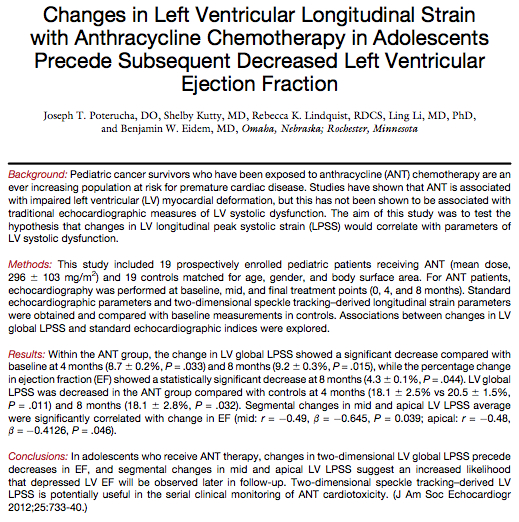 Changes in Left Ventricular Longitudinal Strain
with Anthracycline Chemotherapy in Adolescents
Precede Subsequent Decreased Left Ventricular
Ejection Fraction
Joseph T. Poterucha, DO, Shelby Kutty, MD, Rebecca K. Lindquist, RDCS, Ling Li, MD, PhD,
and Benjamin W. Eidem, MD, Omaha, Nebraska; Rochester, Minnesota
Background: Pediatric cancer survivors who have been exposed to anthracycline (ANT) chemotherapy are an
ever increasing population at risk for premature cardiac disease. Studies have shown that ANT is associated
with impaired left ventricular (LV) myocardial deformation, but this has not been shown to be associated with
traditional echocardiographic measures of LV systolic dysfunction. The aim of this study was to test the
hypothesis that changes in LV longitudinal peak systolic strain (LPSS) would correlate with parameters of
LV systolic dysfunction.
Methods: This study included 19 prospectively enrolled pediatric patients receiving ANT (mean dose,
296 ± 103 mg/m²) and 19 controls matched for age, gender, and body surface area. For ANT patients,
echocardiography was performed at baseline, mid, and final treatment points (0, 4, and 8 months). Standard
echocardiographic parameters and two-dimensional speckle tracking–derived longitudinal strain parameters
were obtained and compared with baseline measurements in controls. Associations between changes in LV
global LPSS and standard echocardiographic indices were explored.
Results: Within the ANT group, the change in LV global LPSS showed a significant decrease compared with
baseline at 4 months (8.7 ± 0.2%, P = .033) and 8 months (9.2 ± 0.3%, P = .015), while the percentage change
in ejection fraction (EF) showed a statistically significant decrease at 8 months (4.3 ± 0.1%, P = .044). LV global
LPSS was decreased in the ANT group compared with controls at 4 months (18.1 ± 2.5% vs 20.5 ± 1.5%,
P = .011) and 8 months (18.1 ± 2.8%, P = .032). Segmental changes in mid and apical LV LPSS average
were significantly correlated with change in EF (mid: r = −0.49, β = −0.645, P = 0.039; apical: r = −0.48,
β = −0.4126, P = .046).
Conclusions: In adolescents who receive ANT therapy, changes in two-dimensional LV global LPSS precede
decreases in EF, and segmental changes in mid and apical LV LPSS suggest an increased likelihood
that depressed LV EF will be observed later in follow-up. Two-dimensional speckle tracking–derived LV
LPSS is potentially useful in the serial clinical monitoring of ANT cardiotoxicity. (J Am Soc Echocardiogr
2012;25:733-40.)